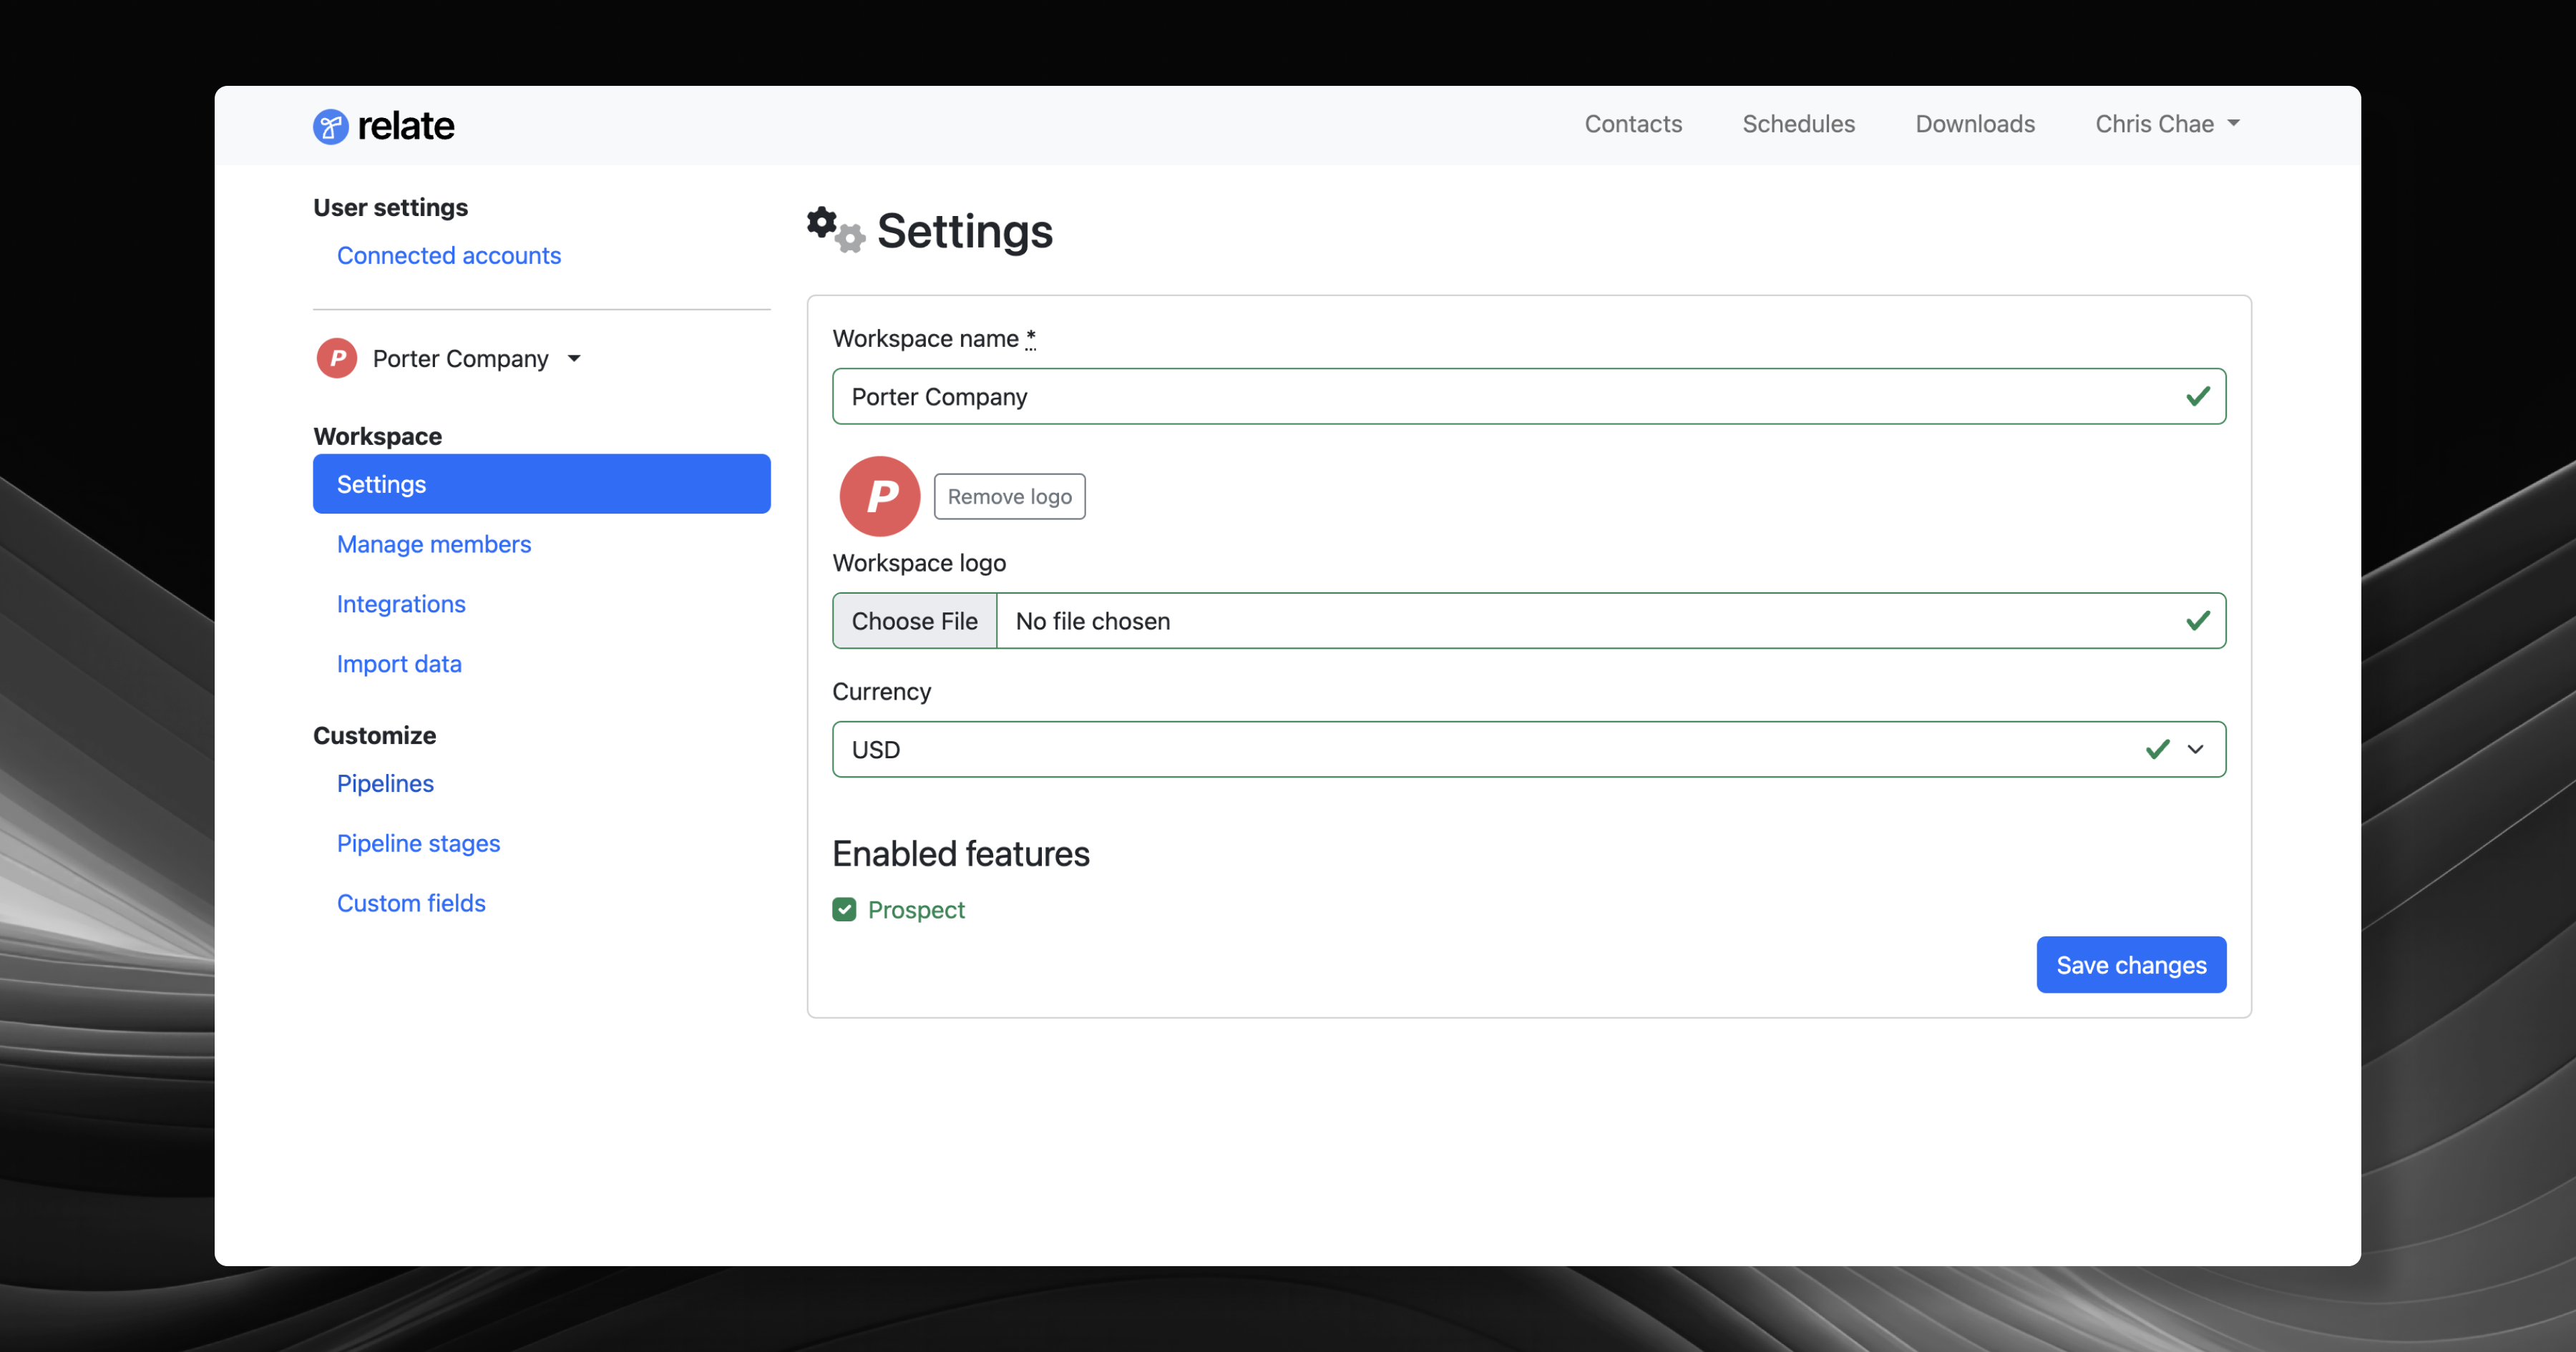 relate
Contacts
Schedules
Downloads
Chris Chae
User settings
Connected accounts
P
Porter Company
Workspace
Settings
Manage members
Integrations
Import data
Customize
Pipelines
Pipeline stages
Custom fields
Settings
Workspace name *
Porter Company
P
Remove logo
Workspace logo
Choose File
No file chosen
Currency
USD
Enabled features
Prospect
Save changes